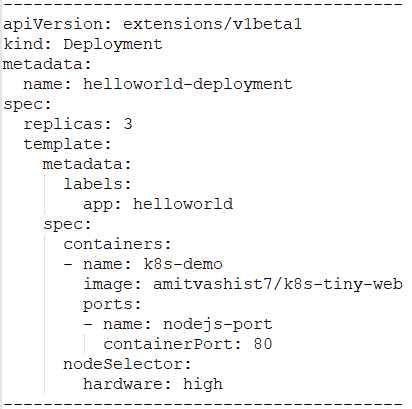 apiVersion: extensions/v1beta1
kind: Deployment
metadata:
  name: helloworld-deployment
spec:
  replicas: 3
  template:
    metadata:
      labels:
        app: helloworld
    spec:
      containers:
      - name: k8s-demo
        image: amitvashist7/k8s-tiny-web
        ports:
        - name: nodejs-port
          containerPort: 80
      nodeSelector:
        hardware: high